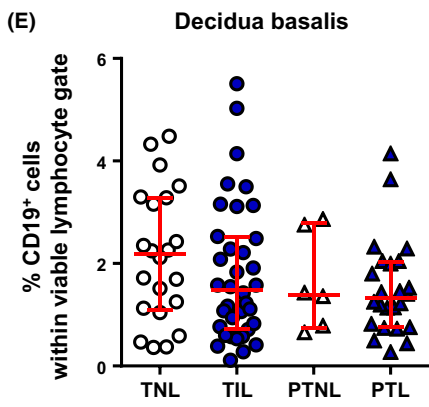 (E)
Decidua basalis
% CD19⁺ cells
within viable lymphocyte gate
6
4
2
0
TNL TIL PTNL PTL